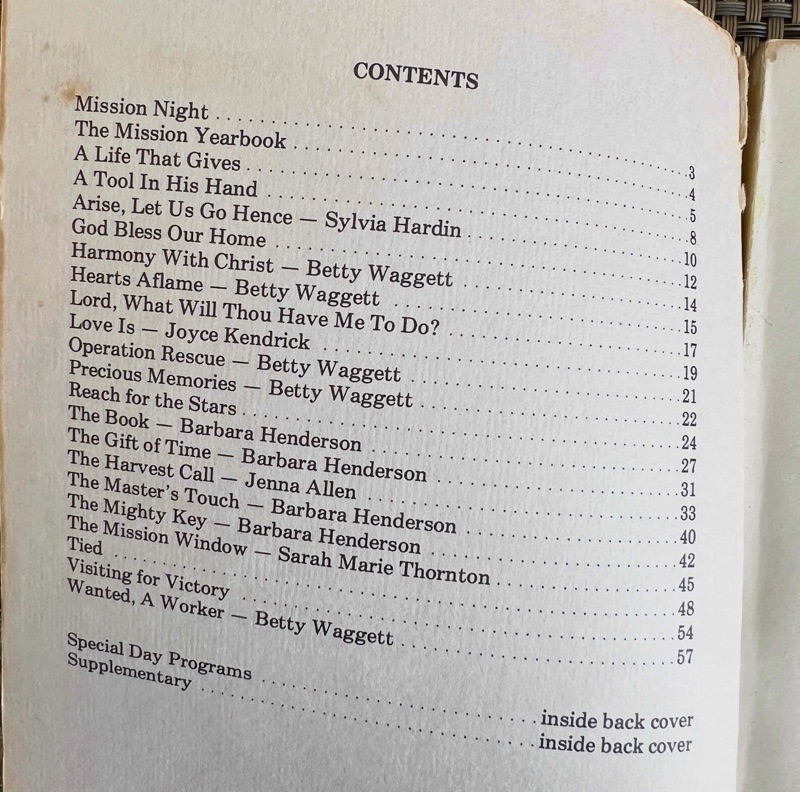 CONTENTS
Mission Night ........ 3
The Mission Yearbook ........ 4
A Life That Gives ........ 5
A Tool In His Hand ........ 8
Arise, Let Us Go Hence — Sylvia Hardin ........ 10
God Bless Our Home ........ 12
Harmony With Christ — Betty Waggett ........ 14
Hearts Aflame — Betty Waggett ........ 15
Lord, What Will Thou Have Me To Do? ........ 17
Love Is — Joyce Kendrick ........ 19
Operation Rescue — Betty Waggett ........ 21
Precious Memories — Betty Waggett ........ 22
Reach for the Stars ........ 24
The Book — Barbara Henderson ........ 27
The Gift of Time — Barbara Henderson ........ 31
The Harvest Call — Jenna Allen ........ 33
The Master's Touch — Barbara Henderson ........ 40
The Mighty Key — Barbara Henderson ........ 42
The Mission Window — Sarah Marie Thornton ........ 45
Tied ........ 48
Visiting for Victory ........ 54
Wanted, A Worker — Betty Waggett ........ 57
Special Day Programs ........ inside back cover
Supplementary ........ inside back cover